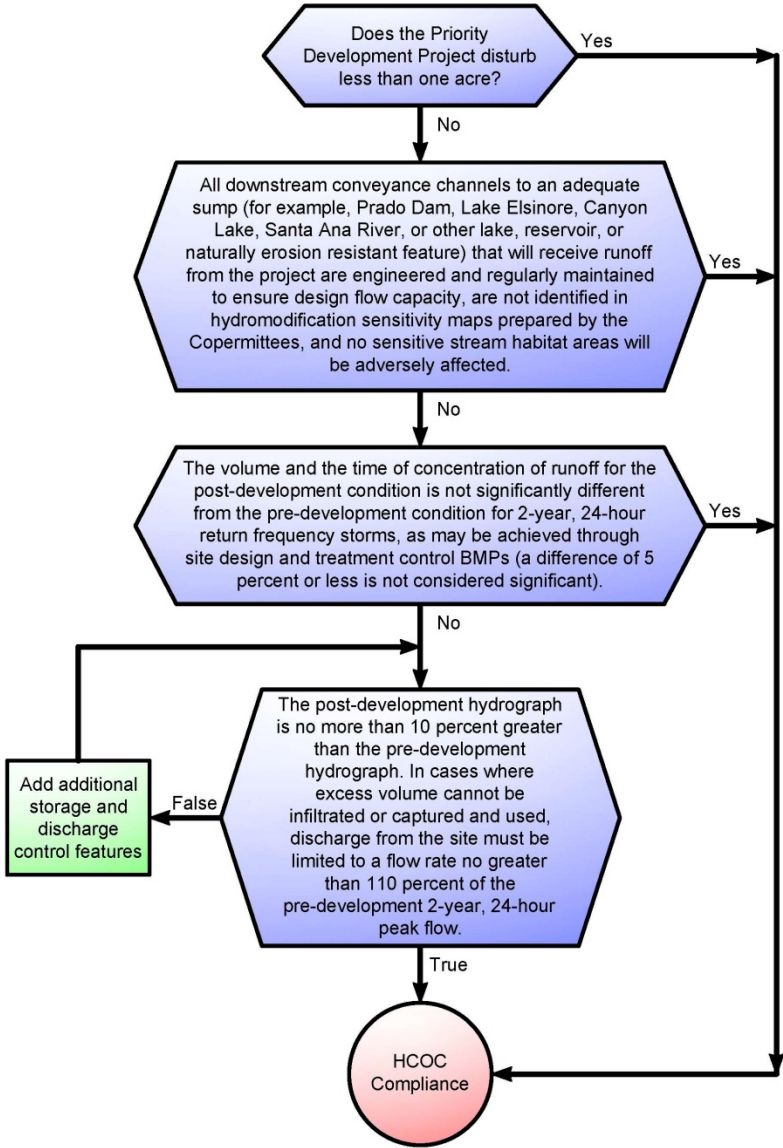 Does the Priority
Development Project disturb
less than one acre?
Yes
No
All downstream conveyance channels to an adequate
sump (for example, Prado Dam, Lake Elsinore, Canyon
Lake, Santa Ana River, or other lake, reservoir, or
naturally erosion resistant feature) that will receive runoff
from the project are engineered and regularly maintained
to ensure design flow capacity, are not identified in
hydromodification sensitivity maps prepared by the
Copermittees, and no sensitive stream habitat areas will
be adversely affected.
Yes
No
The volume and the time of concentration of runoff for the
post-development condition is not significantly different
from the pre-development condition for 2-year, 24-hour
return frequency storms, as may be achieved through
site design and treatment control BMPs (a difference of 5
percent or less is not considered significant).
Yes
No
The post-development hydrograph
is no more than 10 percent greater
than the pre-development
hydrograph. In cases where
excess volume cannot be
infiltrated or captured and used,
discharge from the site must be
limited to a flow rate no greater
than 110 percent of the
pre-development 2-year, 24-hour
peak flow.
False
Add additional
storage and
discharge
control features
True
HCOC
Compliance